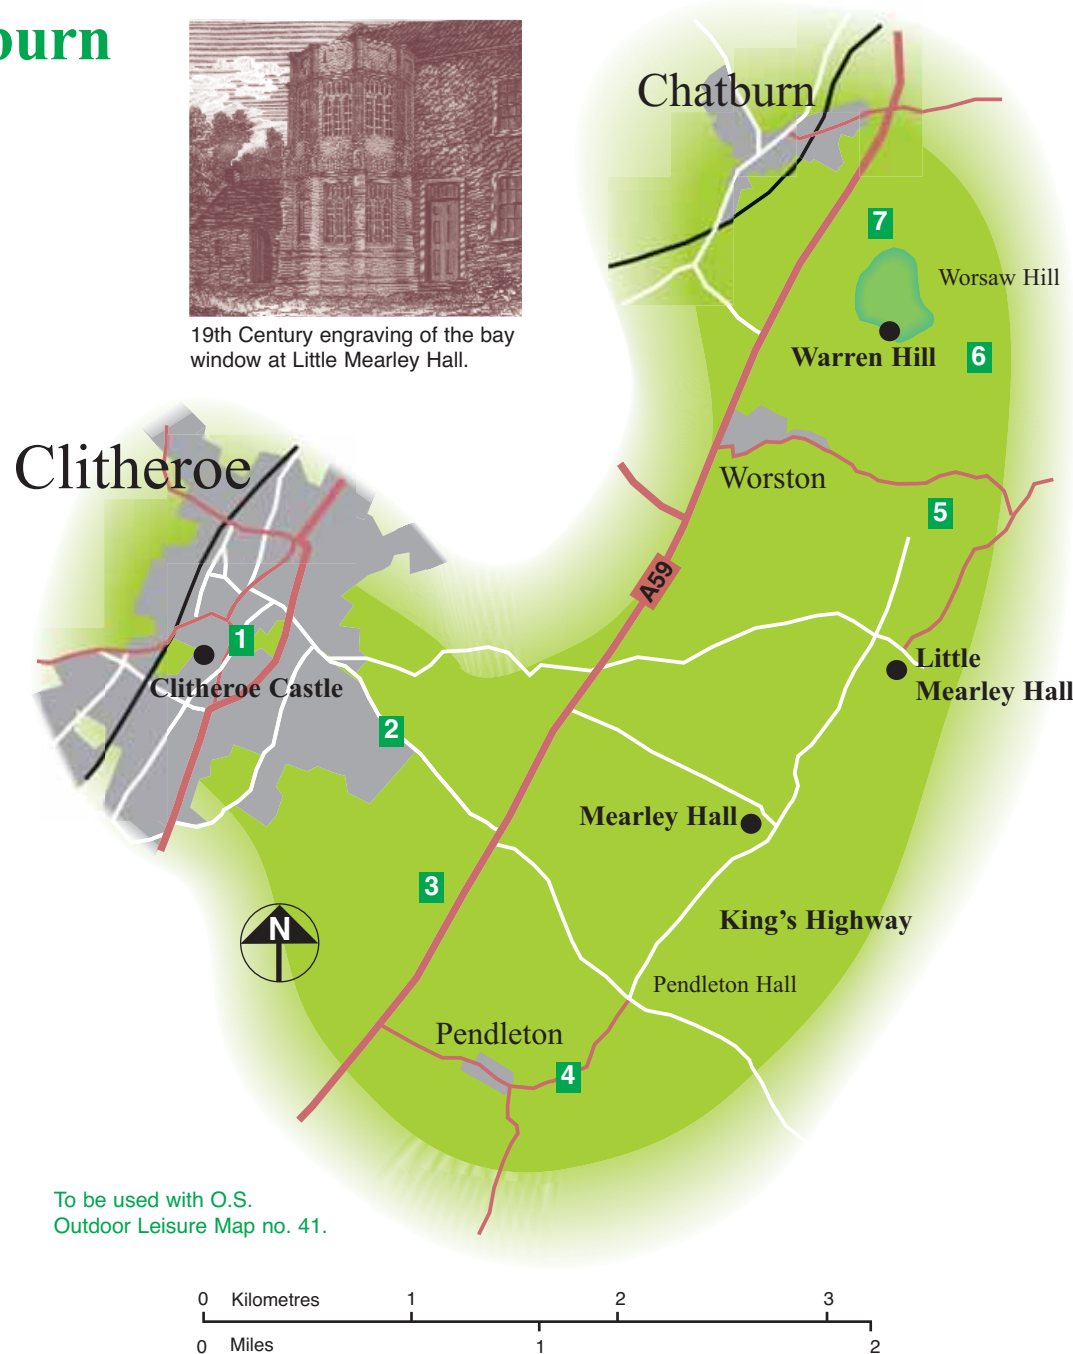 burn
19th Century engraving of the bay
window at Little Mearley Hall.
Chatburn
7
Worsaw Hill
Warren Hill
6
Clitheroe
Worston
5
A59
1
Clitheroe Castle
Little
Mearley Hall
2
Mearley Hall
3
King's Highway
N
Pendleton Hall
Pendleton
4
To be used with O.S.
Outdoor Leisure Map no. 41.
0 Kilometres 1 2 3
0 Miles 1 2